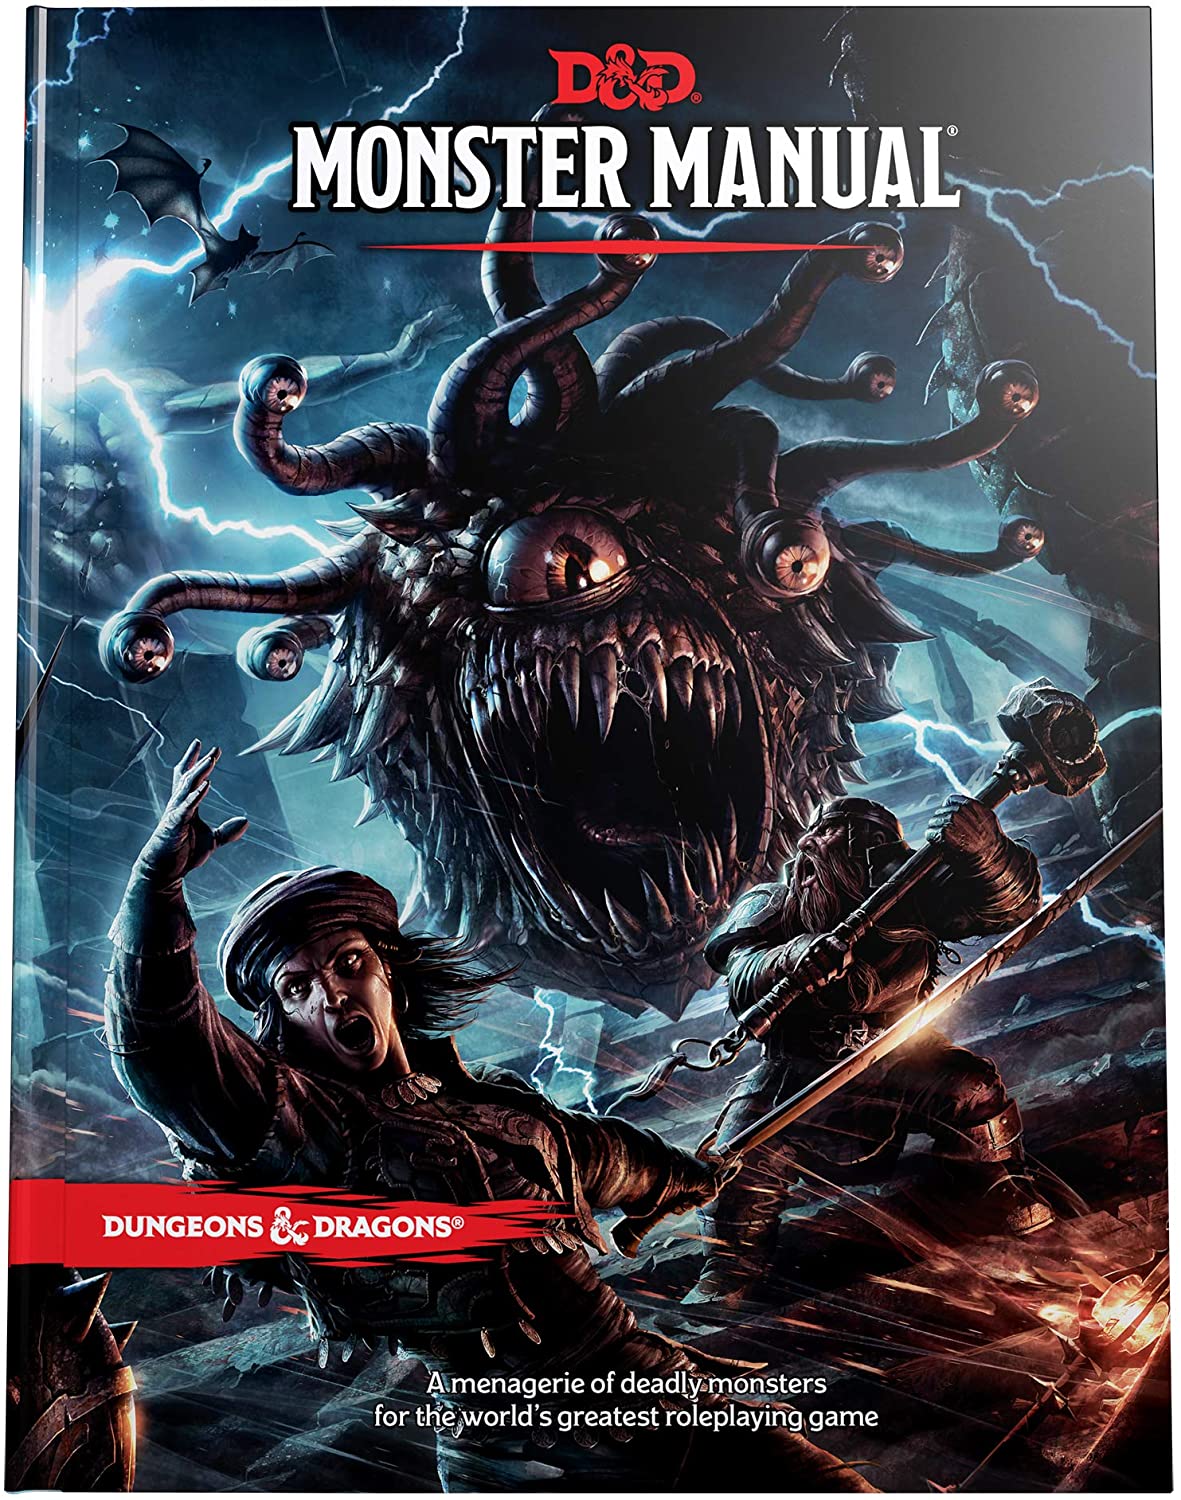 D&D®
MONSTER MANUAL®
DUNGEONS & DRAGONS®
A menagerie of deadly monsters
for the world's greatest roleplaying game